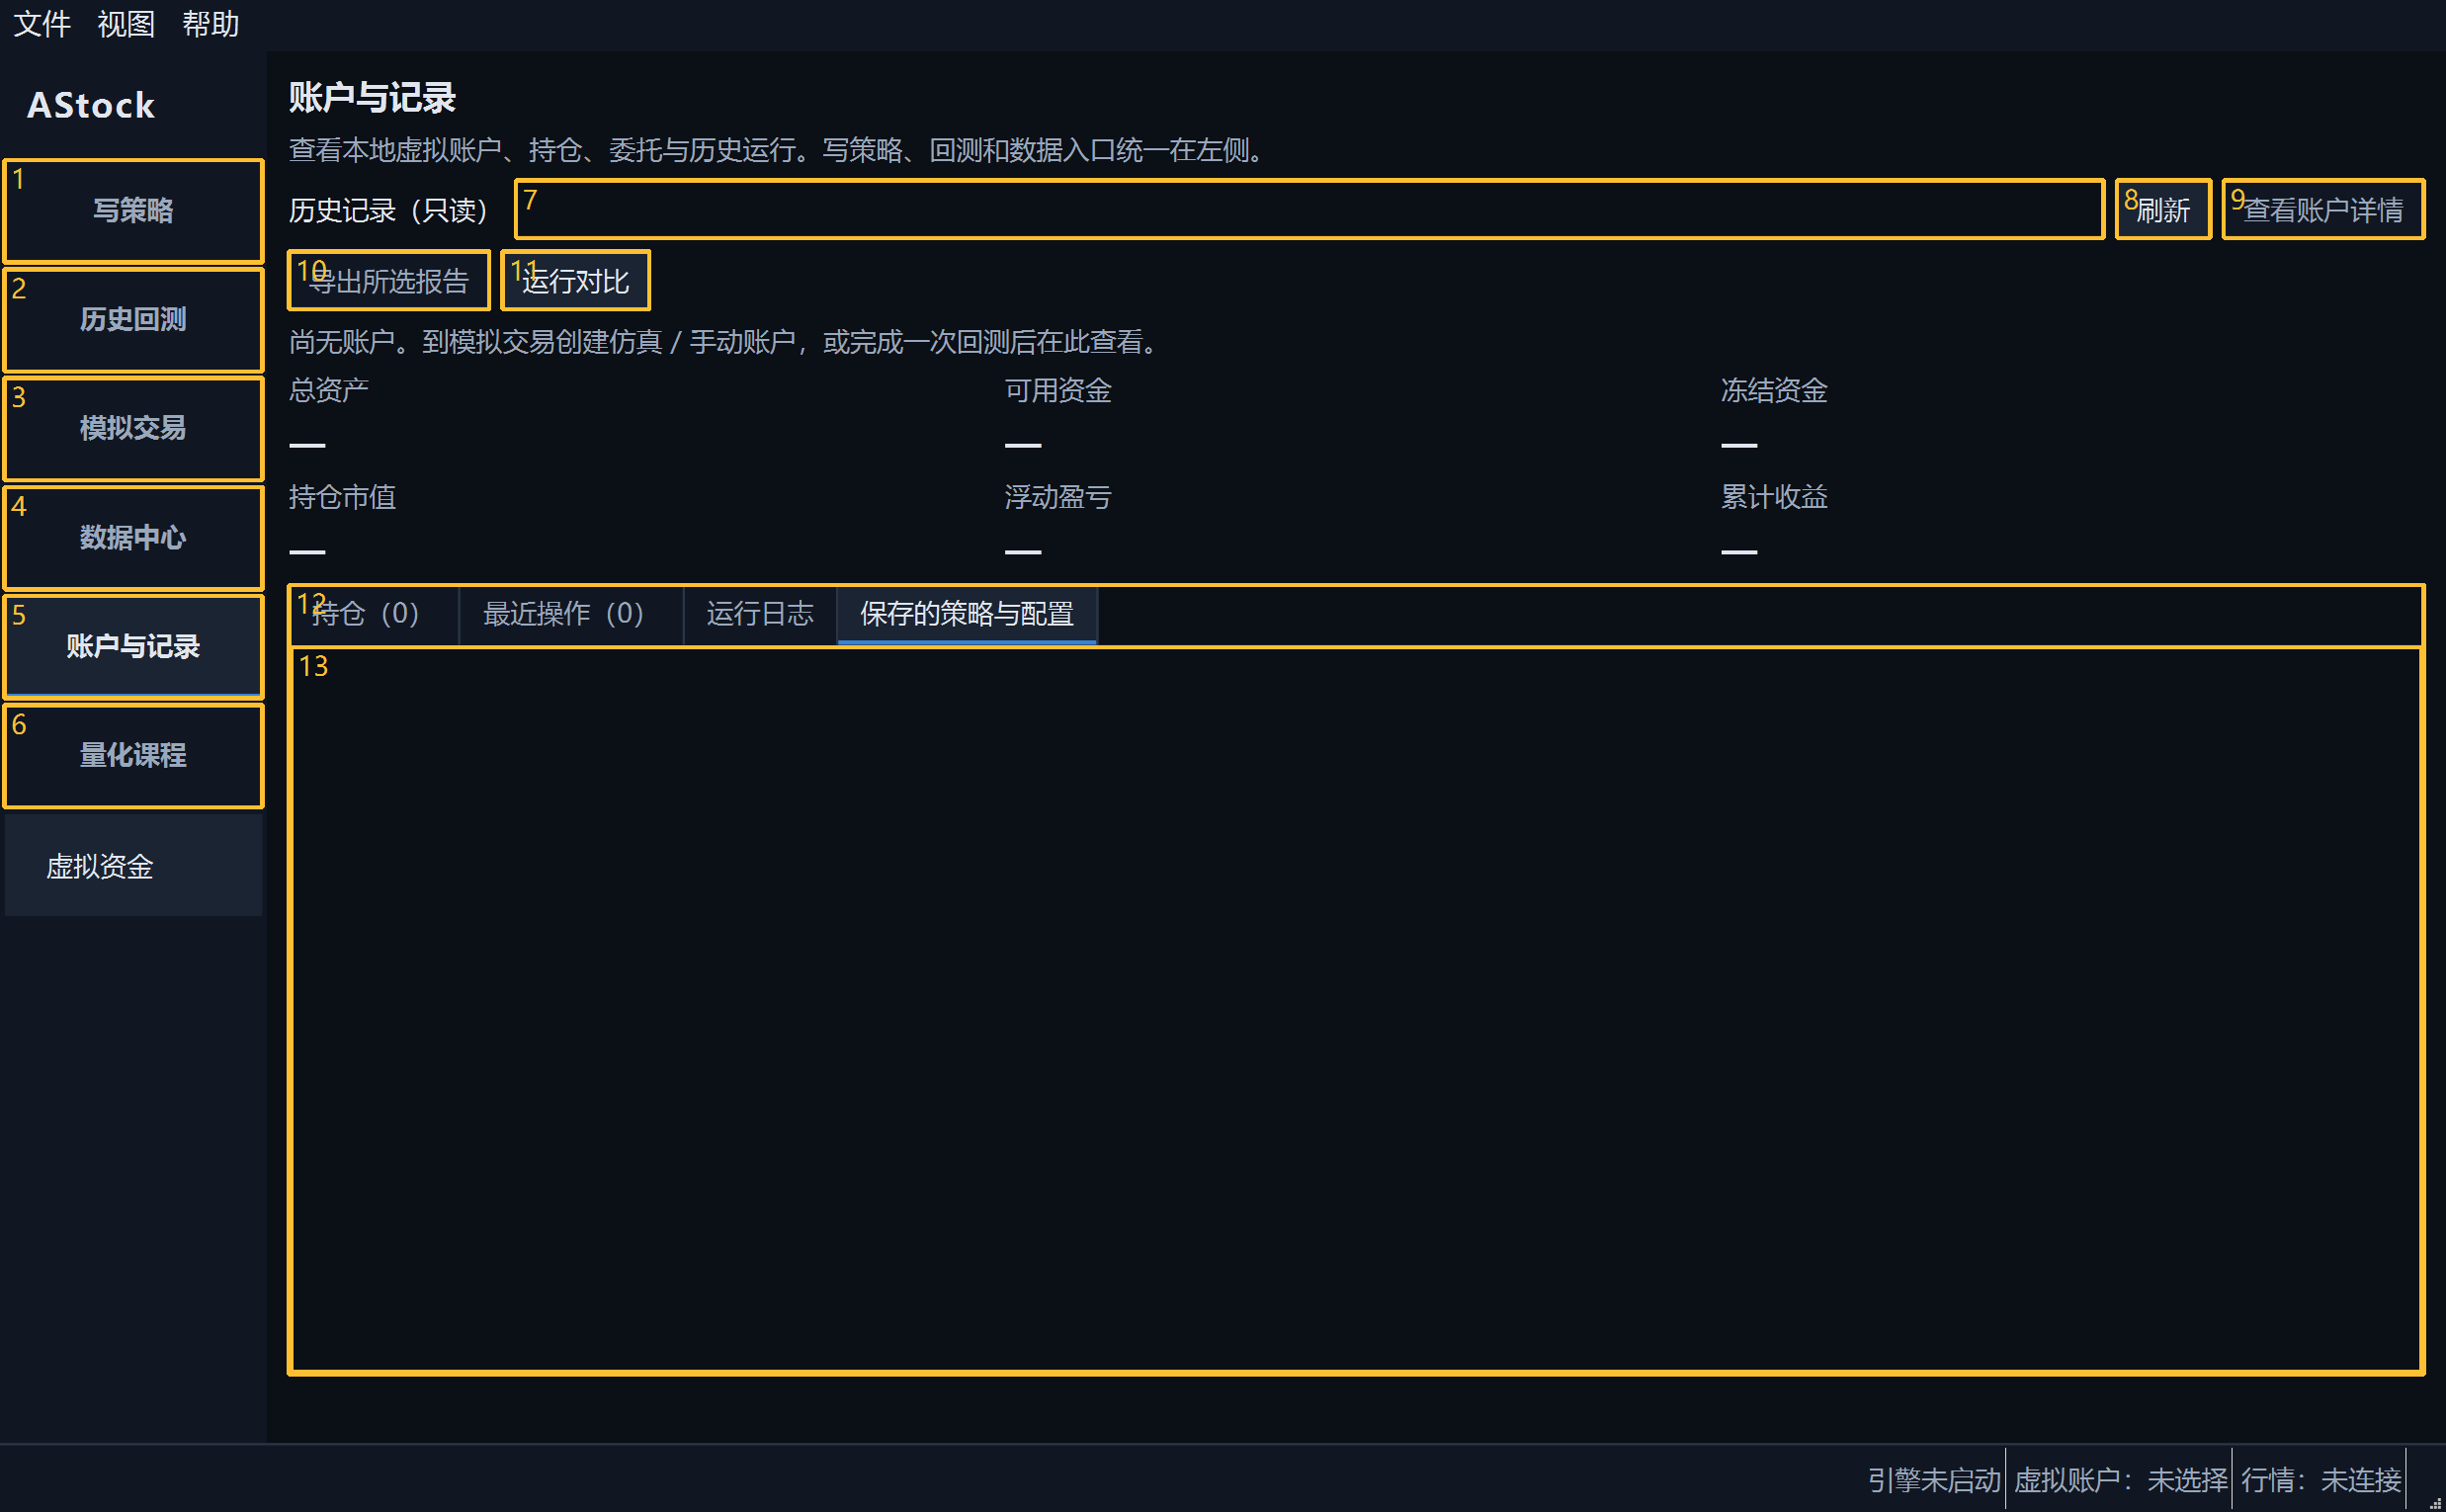 文件 视图 帮助
AStock
1 写策略
2 历史回测
3 模拟交易
4 数据中心
5 账户与记录
6 量化课程
虚拟资金
账户与记录
查看本地虚拟账户、持仓、委托与历史运行。写策略、回测和数据入口统一在左侧。
历史记录（只读） 7 8 刷新 9 查看账户详情
10 导出所选报告 11 运行对比
尚无账户。到模拟交易创建仿真 / 手动账户，或完成一次回测后在此查看。
总资产 可用资金 冻结资金
— — —
持仓市值 浮动盈亏 累计收益
— — —
12 持仓（0） 最近操作（0） 运行日志 保存的策略与配置
13
引擎未启动 虚拟账户：未选择 行情：未连接